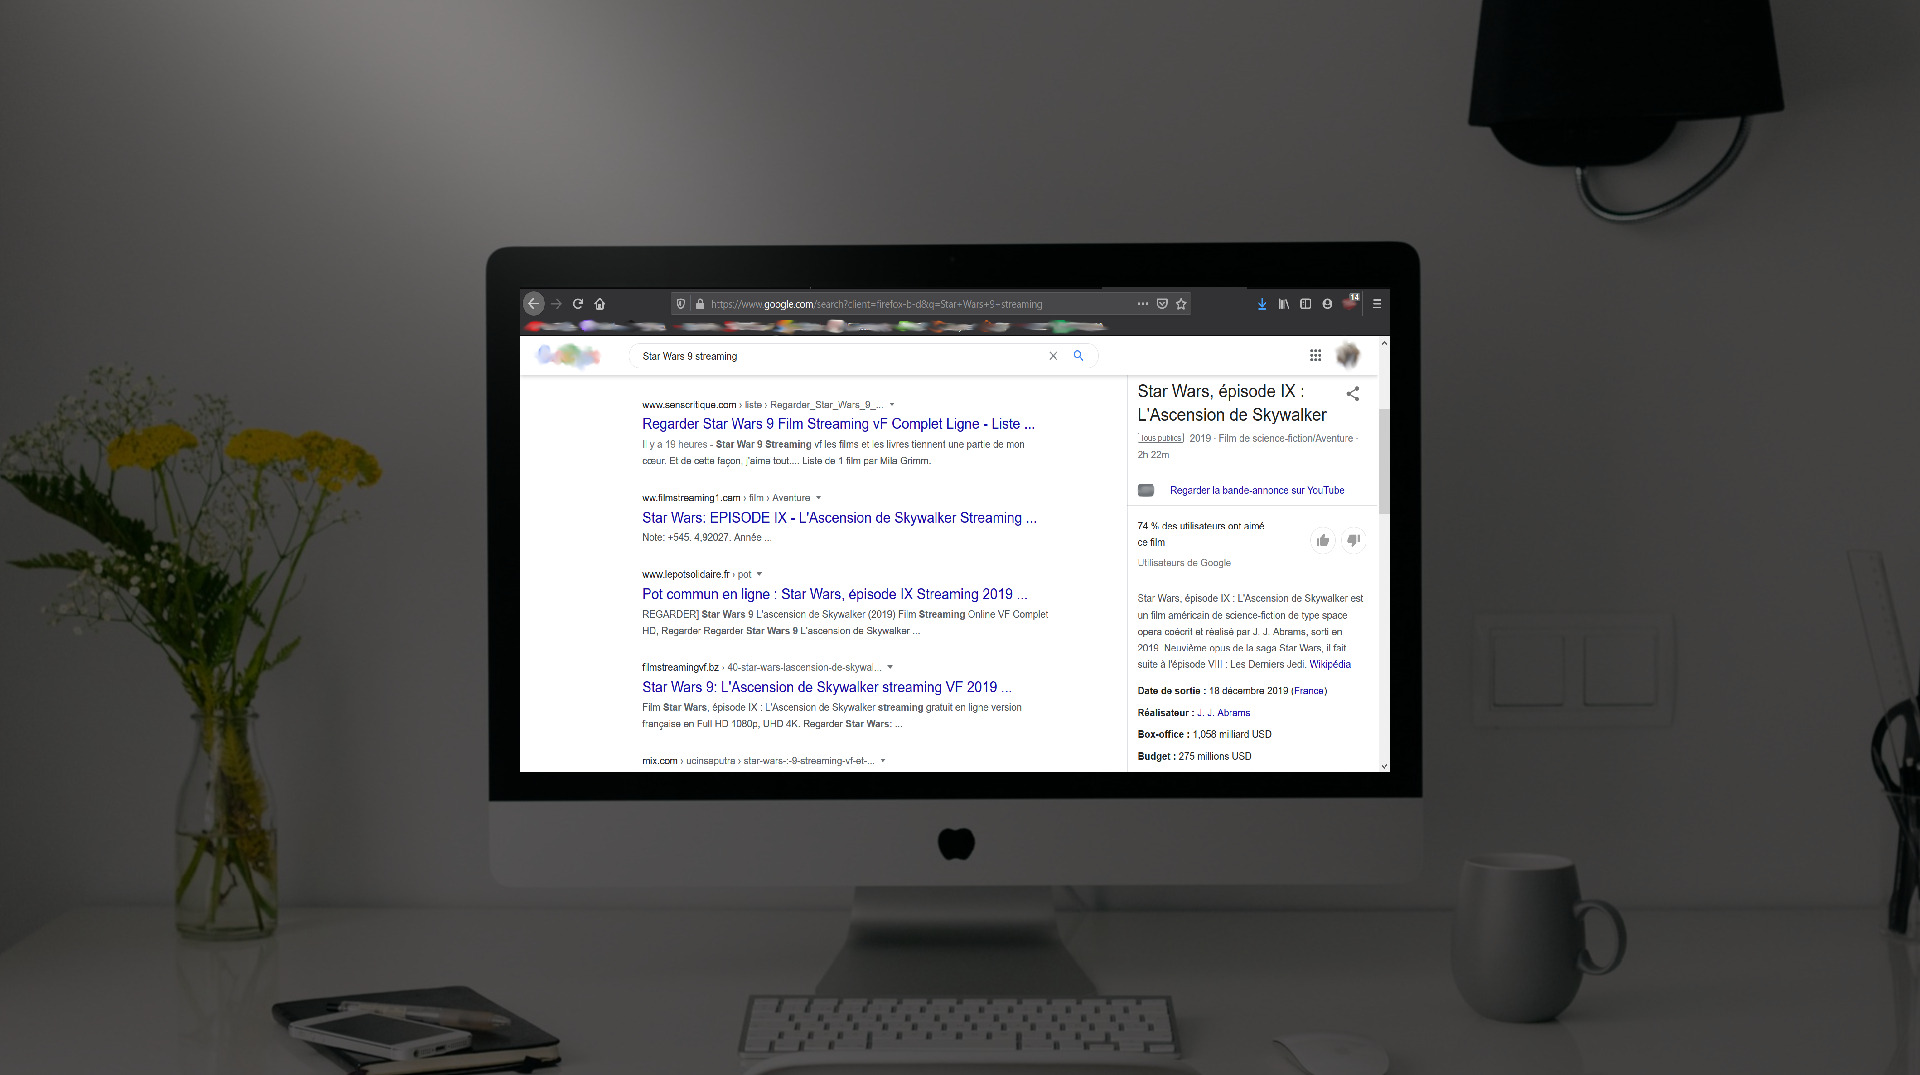 https://www.google.com/search?client=firefox-b-d&q=Star+Wars+9+streaming
14
Star Wars 9 streaming
www.senscritique.com › liste › Regarder_Star_Wars_9_...
Regarder Star Wars 9 Film Streaming vF Complet Ligne - Liste ...
Il y a 19 heures - Star War 9 Streaming vf les films et les livres tiennent une partie de mon
cœur. Et de cette façon, j'aime tout.... Liste de 1 film par Mila Grimm.
ww.filmstreaming1.cam › film › Aventure
Star Wars: EPISODE IX - L'Ascension de Skywalker Streaming ...
Note: +545. 4,92027. Année ...
www.lepotsolidaire.fr › pot
Pot commun en ligne : Star Wars, épisode IX Streaming 2019 ...
REGARDER] Star Wars 9 L'ascension de Skywalker (2019) Film Streaming Online VF Complet
HD, Regarder Regarder Star Wars 9 L'ascension de Skywalker ...
filmstreamingvf.bz › 40-star-wars-lascension-de-skywal...
Star Wars 9: L'Ascension de Skywalker streaming VF 2019 ...
Film Star Wars, épisode IX : L'Ascension de Skywalker streaming gratuit en ligne version
française en Full HD 1080p, UHD 4K. Regarder Star Wars: ...
mix.com › ucinsaputra › star-wars-:-9-streaming-vf-et-...
Star Wars, épisode IX :
L'Ascension de Skywalker
Tous publics 2019 · Film de science-fiction/Aventure ·
2h 22m
Regarder la bande-annonce sur YouTube
74 % des utilisateurs ont aimé
ce film
Utilisateurs de Google
Star Wars, épisode IX : L'Ascension de Skywalker est
un film américain de science-fiction de type space
opera coécrit et réalisé par J. J. Abrams, sorti en
2019. Neuvième opus de la saga Star Wars, il fait
suite à l'épisode VIII : Les Derniers Jedi. Wikipédia
Date de sortie : 18 décembre 2019 (France)
Réalisateur : J. J. Abrams
Box-office : 1,058 milliard USD
Budget : 275 millions USD